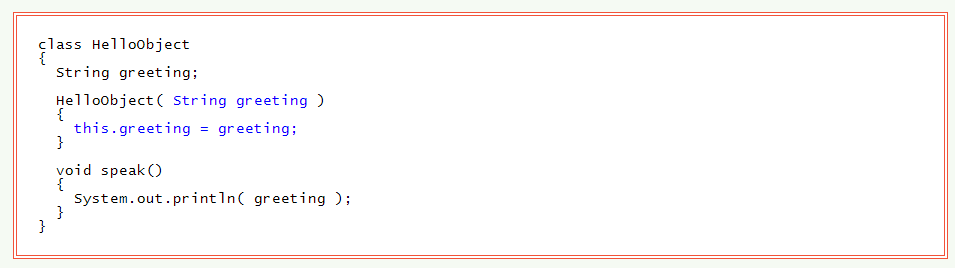 class HelloObject
{
  String greeting;

  HelloObject( String greeting )
  {
    this.greeting = greeting;
  }

  void speak()
  {
    System.out.println( greeting );
  }
}